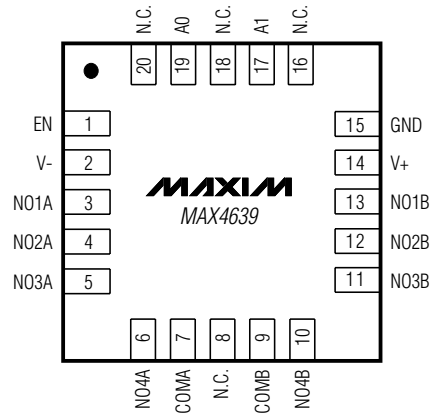 N.C.
A0
N.C.
A1
N.C.
20
19
18
17
16
EN 1
15 GND
V- 2
14 V+
NO1A 3
MAXIM
13 NO1B
MAX4639
NO2A 4
12 NO2B
NO3A 5
11 NO3B
6
7
8
9
10
NO4A
COMA
N.C.
COMB
NO4B